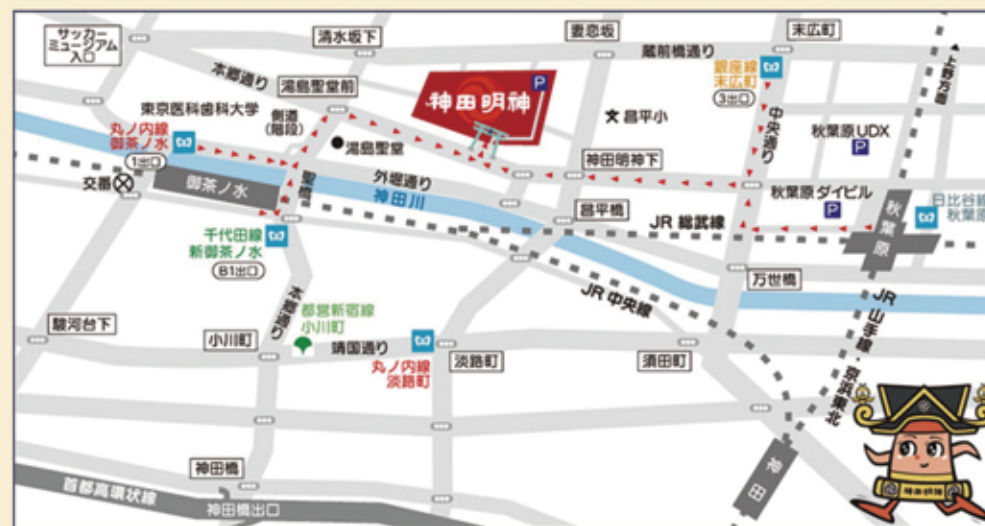 サッカー
ミュージアム
入口
清水坂下
妻恋坂
末広町
蔵前橋通り
本郷通り
湯島聖堂前
神田明神
P
銀座線
末広町
3出口
上野方面
東京医科歯科大学
側道
(階段)
文 昌平小
中央通り
秋葉原UDX
P
丸ノ内線
御茶ノ水
1出口
湯島聖堂
神田明神下
交番
御茶ノ水
聖橋
外堀通り
神田川
昌平橋
秋葉原ダイビル
P
秋葉原
日比谷線
秋葉原
JR 総武線
千代田線
新御茶ノ水
B1出口
万世橋
JR 中央線
JR 山手線・京浜東北
本郷通り
都営新宿線
小川町
駿河台下
小川町
靖国通り
丸ノ内線
淡路町
淡路町
須田町
神田
神田明神
神田橋
首都高環状線
神田橋出口